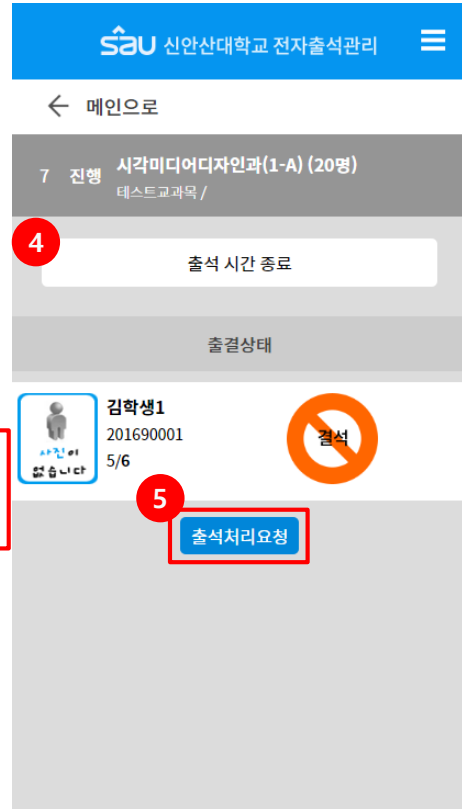 sau 신안산대학교 전자출석관리
← 메인으로
7 진행 시각미디어디자인과(1-A) (20명)
테스트교과목 /
4
출석 시간 종료
출결상태
김학생1
201690001
5/6
사진이
없습니다
결석
5
출석처리요청